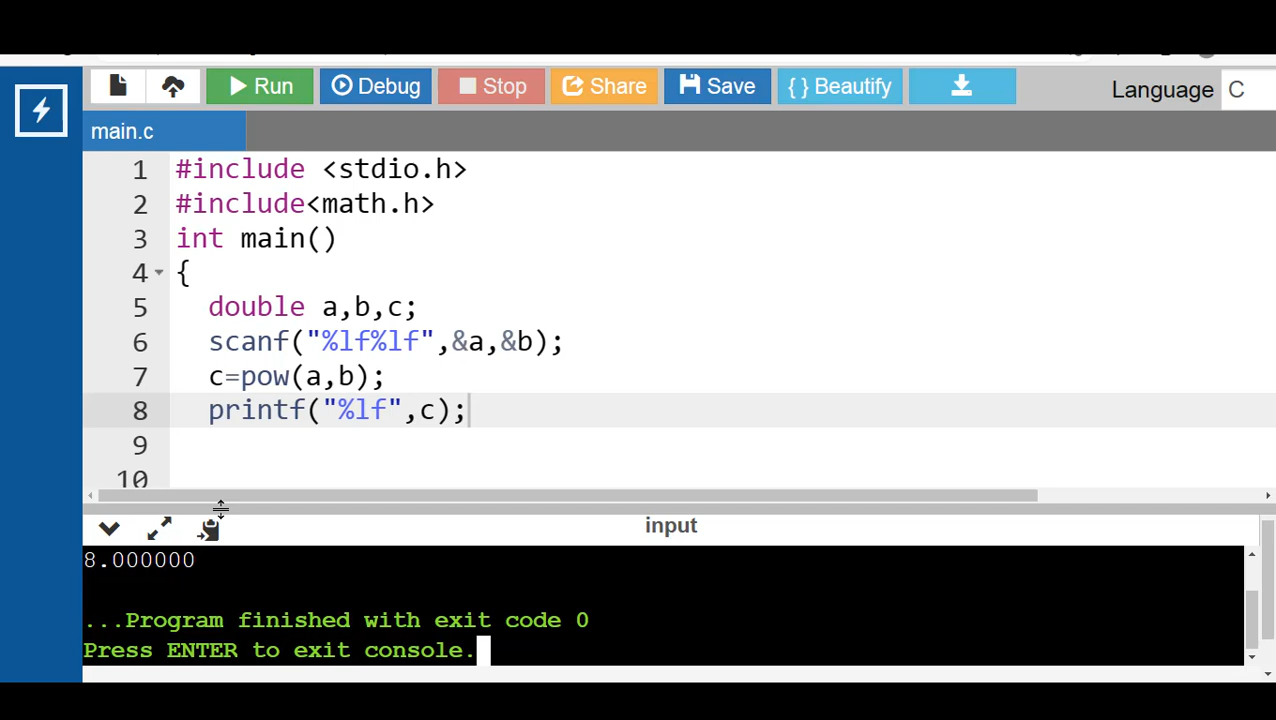 Run Debug Stop Share Save { } Beautify Language C
main.c
1 #include <stdio.h>
2 #include<math.h>
3 int main()
4 {
5 double a,b,c;
6 scanf("%lf%lf",&a,&b);
7 c=pow(a,b);
8 printf("%lf",c);
9
10
input
8.000000
...Program finished with exit code 0
Press ENTER to exit console.